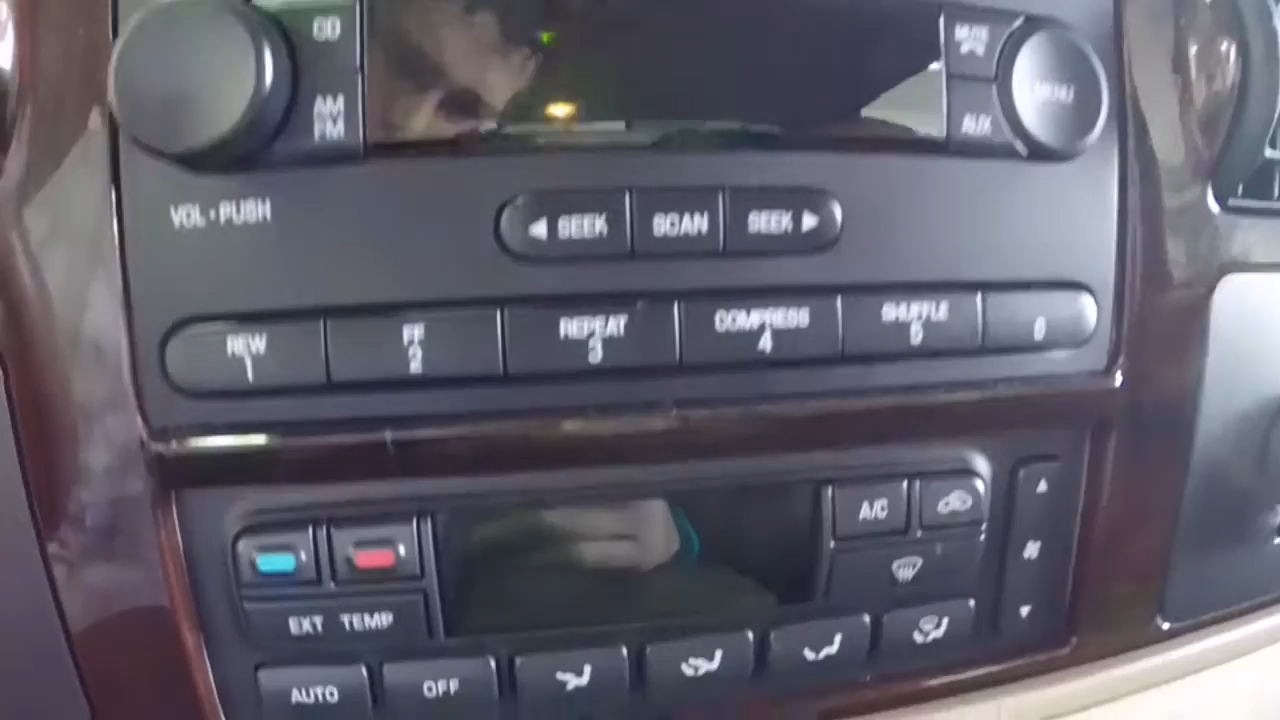 CD
MUTE
AM
FM
MENU
AUX
VOL • PUSH
◀ SEEK
SCAN
SEEK ▶
REW
1
FF
2
REPEAT
3
COMPRESS
4
SHUFFLE
5
6
A/C
EXT TEMP
AUTO
OFF